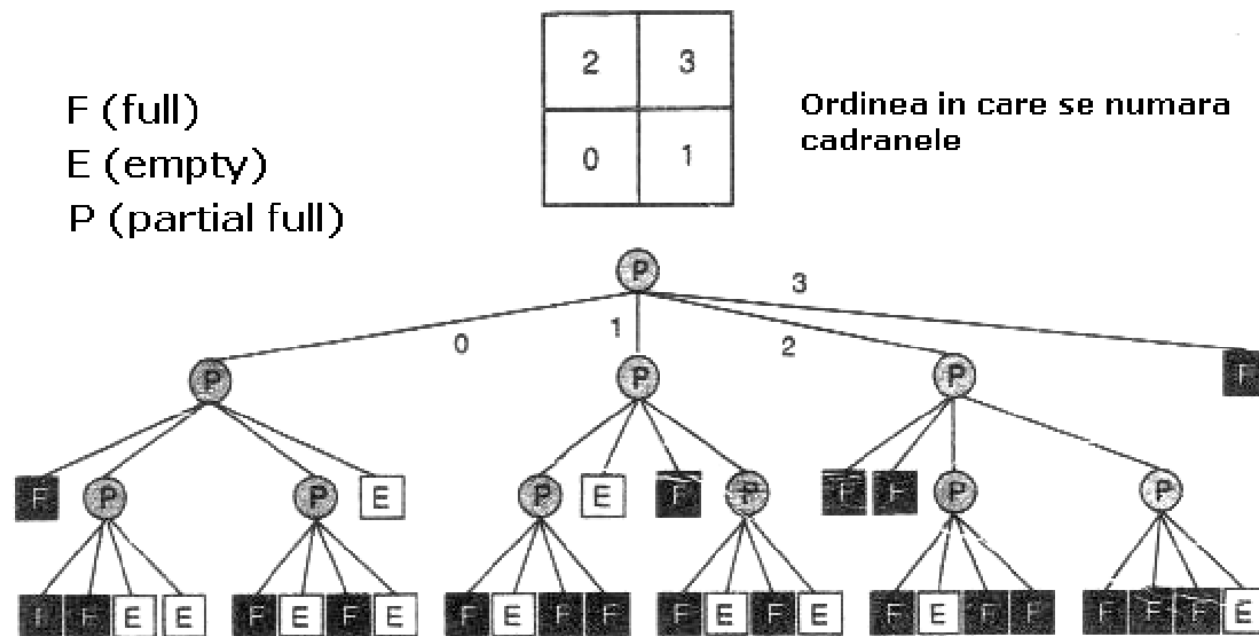 2 3
0 1
F (full)
E (empty)
P (partial full)
Ordinea in care se numara
cadranele
P
0 1 2 3
P P P F
F P P E P E F P F F P P
F F E E F E F E F E F F F E F E F E F F F F F E